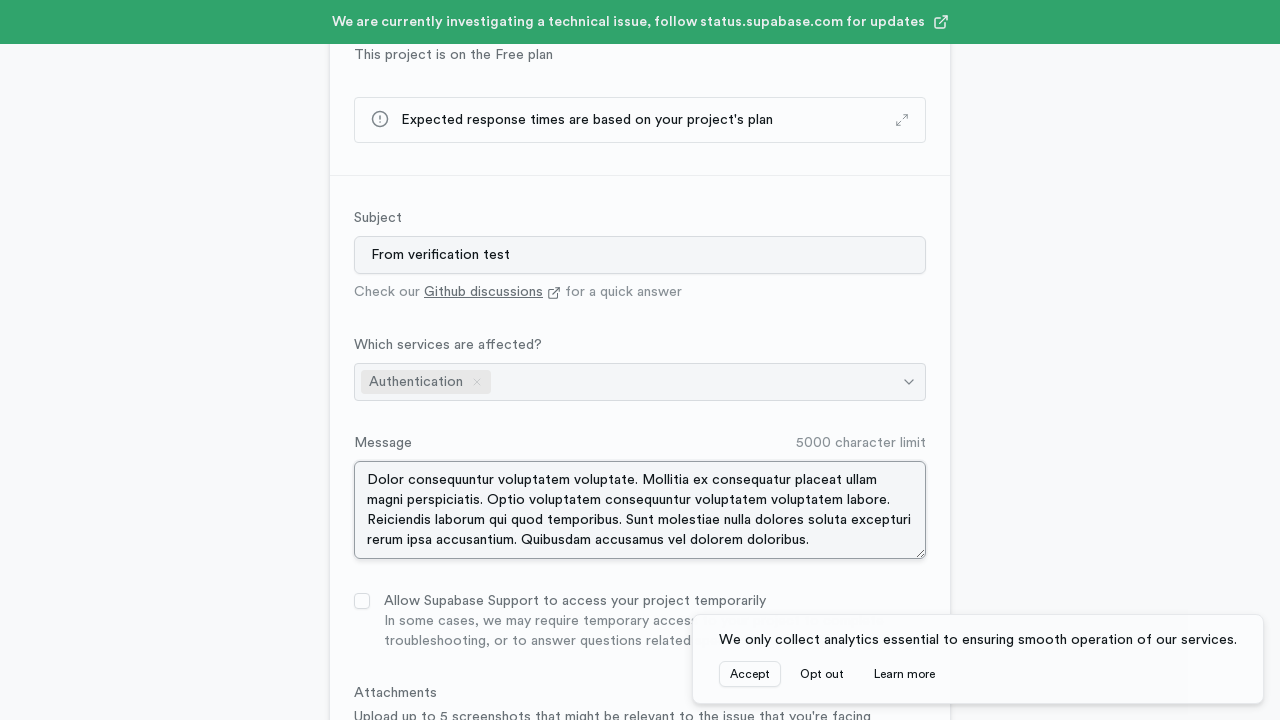 We are currently investigating a technical issue, follow status.supabase.com for updates
This project is on the Free plan
Expected response times are based on your project's plan
Subject
From verification test
Check our Github discussions for a quick answer
Which services are affected?
Authentication
Message
5000 character limit
Dolor consequuntur voluptatem voluptate. Mollitia ex consequatur placeat ullam
magni perspiciatis. Optio voluptatem consequuntur voluptatem voluptatem labore.
Reiciendis laborum qui quod temporibus. Sunt molestiae nulla dolores soluta excepturi
rerum ipsa accusantium. Quibusdam accusamus vel dolorem doloribus.
Allow Supabase Support to access your project temporarily
In some cases, we may require temporary access
troubleshooting, or to answer questions related
We only collect analytics essential to ensuring smooth operation of our services.
Accept
Opt out
Learn more
Attachments
Upload up to 5 screenshots that might be relevant to the issue that you're facing